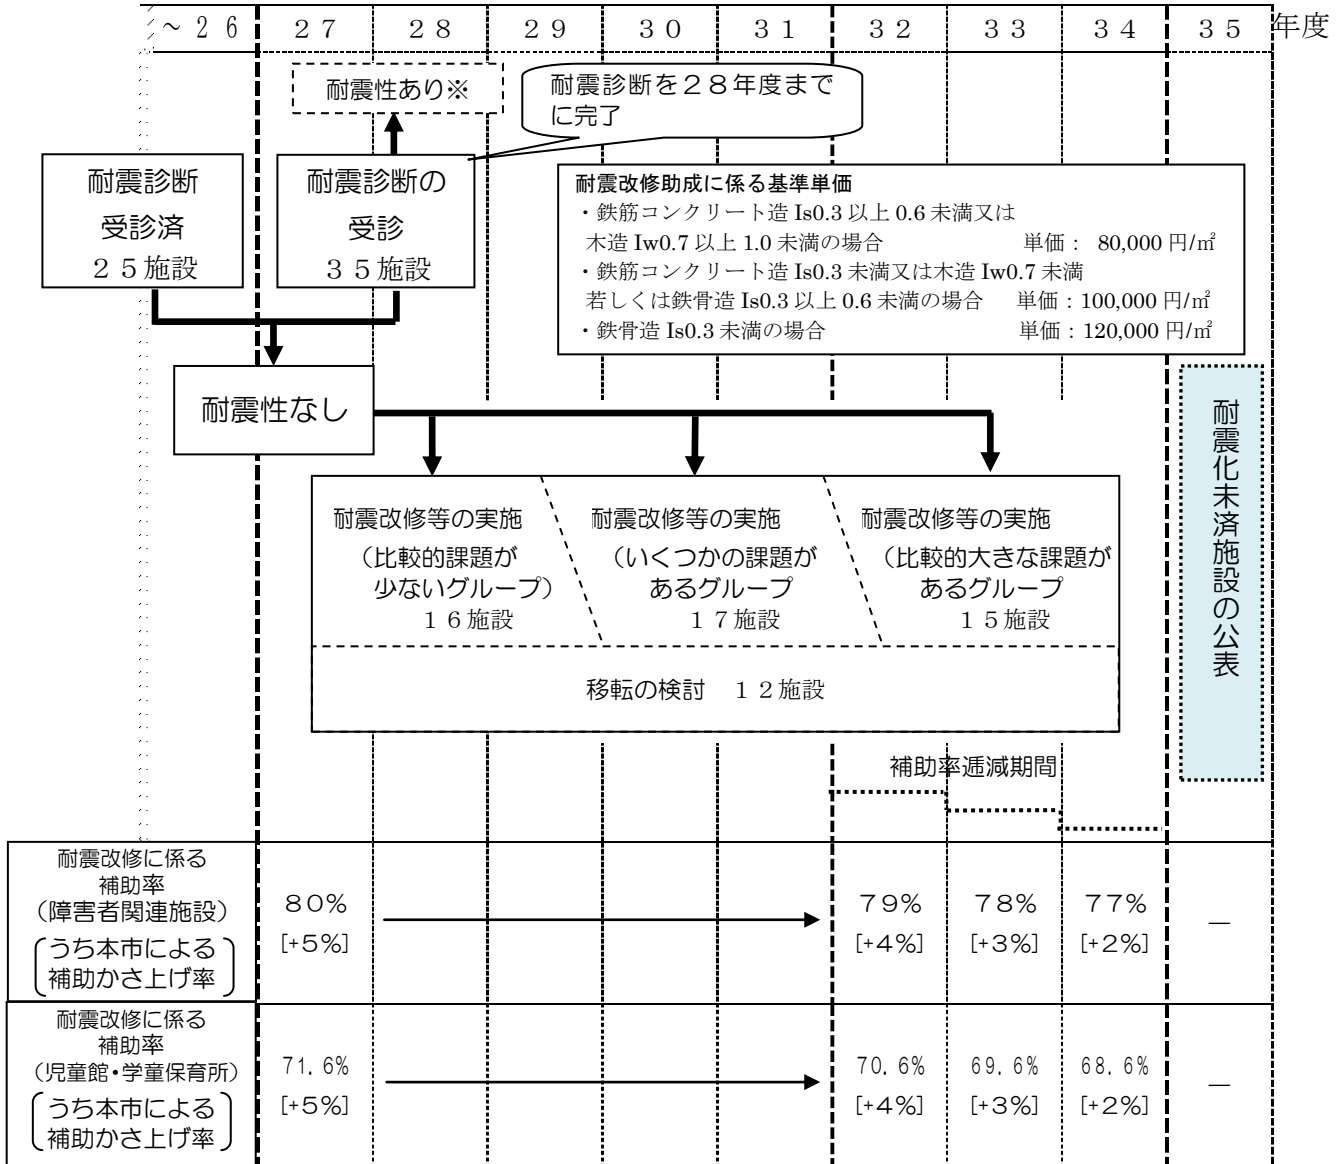 ～２６ ２７ ２８ ２９ ３０ ３１ ３２ ３３ ３４ ３５ 年度
耐震性あり※
耐震診断を２８年度まで
に完了
耐震診断
受診済
２５施設
耐震診断の
受診
３５施設
耐震改修助成に係る基準単価
・鉄筋コンクリート造 Is0.3 以上 0.6 未満又は
木造 Iw0.7 以上 1.0 未満の場合 単価： 80,000 円/㎡
・鉄筋コンクリート造 Is0.3 未満又は木造 Iw0.7 未満
若しくは鉄骨造 Is0.3 以上 0.6 未満の場合 単価：100,000 円/㎡
・鉄骨造 Is0.3 未満の場合 単価：120,000 円/㎡
耐震性なし
耐震改修等の実施
（比較的課題が
少ないグループ）
１６施設
耐震改修等の実施
（いくつかの課題が
あるグループ
１７施設
耐震改修等の実施
（比較的大きな課題が
あるグループ
１５施設
移転の検討 １２施設
耐震化未済施設の公表
補助率逓減期間
耐震改修に係る
補助率
（障害者関連施設）
うち本市による
補助かさ上げ率
80% 79% 78% 77% －
[+5%] [+4%] [+3%] [+2%]
耐震改修に係る
補助率
（児童館・学童保育所）
うち本市による
補助かさ上げ率
71.6% 70.6% 69.6% 68.6% －
[+5%] [+4%] [+3%] [+2%]